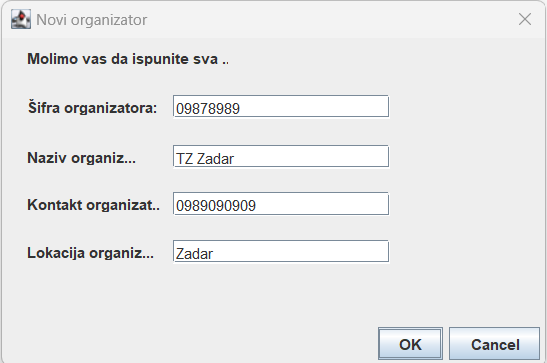 Novi organizator
Molimo vas da ispunite sva ..
Šifra organizatora: 09878989
Naziv organiz... TZ Zadar
Kontakt organizat.. 0989090909
Lokacija organiz... Zadar
OK Cancel